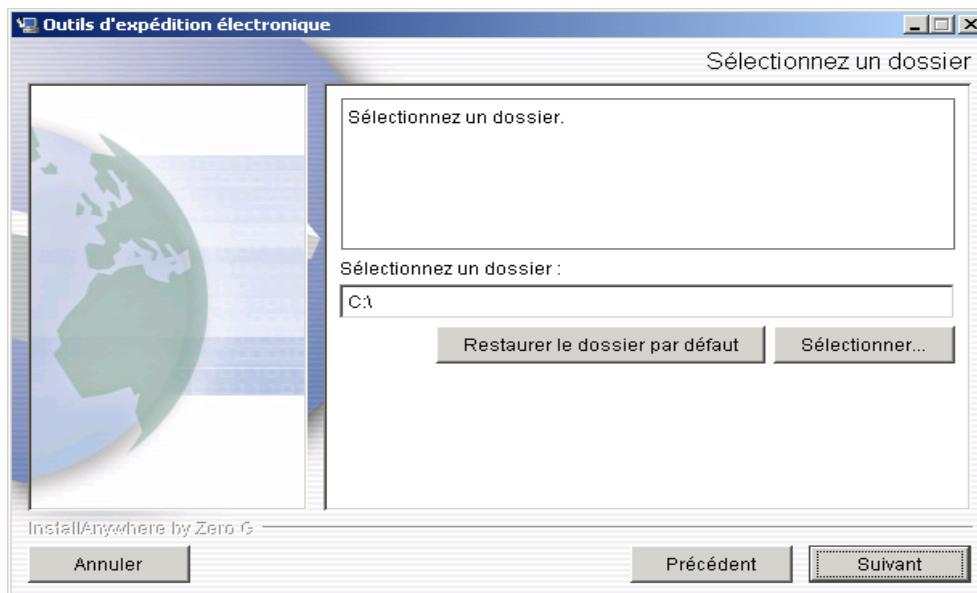 Outils d'expédition électronique
Sélectionnez un dossier
Sélectionnez un dossier.
Sélectionnez un dossier :
C:\
Restaurer le dossier par défaut
Sélectionner...
InstallAnywhere by Zero G
Annuler
Précédent
Suivant